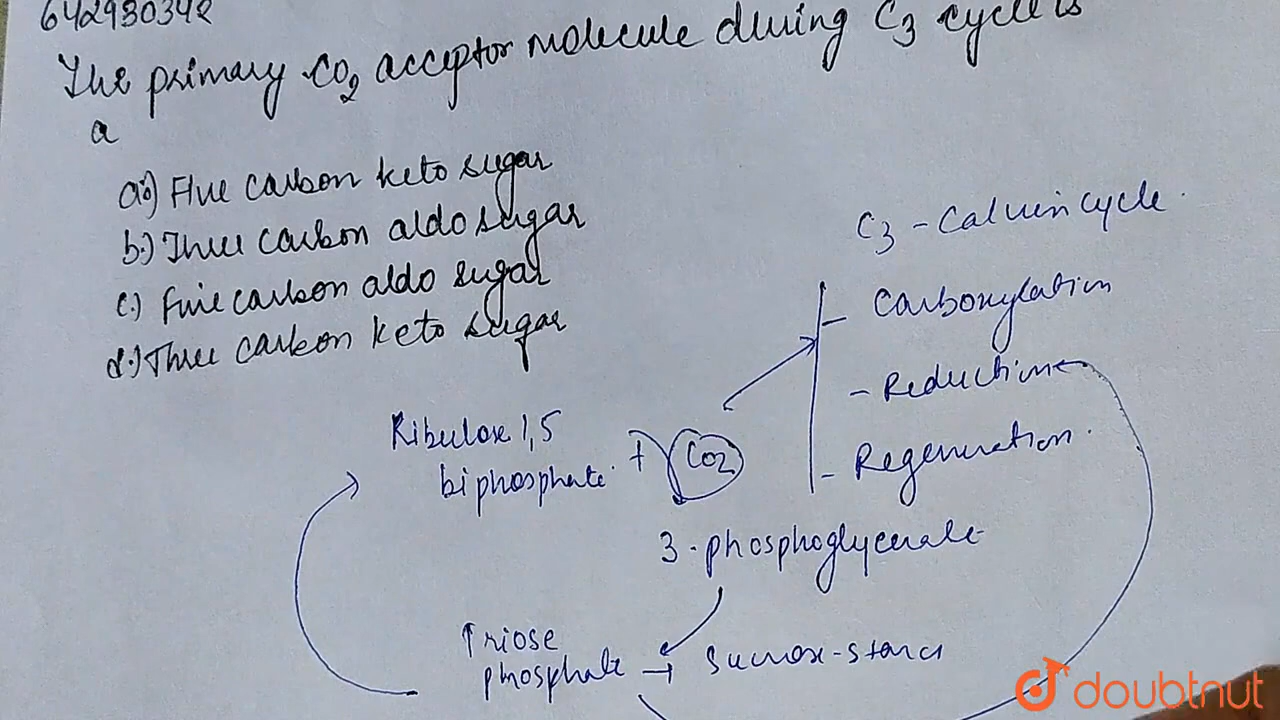 642930342
The primary CO2 acceptor molecule during C3 cycle is
a
a.) Five carbon keto sugar
b.) Three carbon aldo sugar
c.) five carbon aldo sugar
d.) Three carbon keto sugar
C3 - Calvin cycle.
- Carboxylation
- Reduction
- Regeneration.
Ribulose 1,5
biphosphate + CO2
3-phosphoglycerate
Triose
phosphate → Sucrose-starch
doubtnut